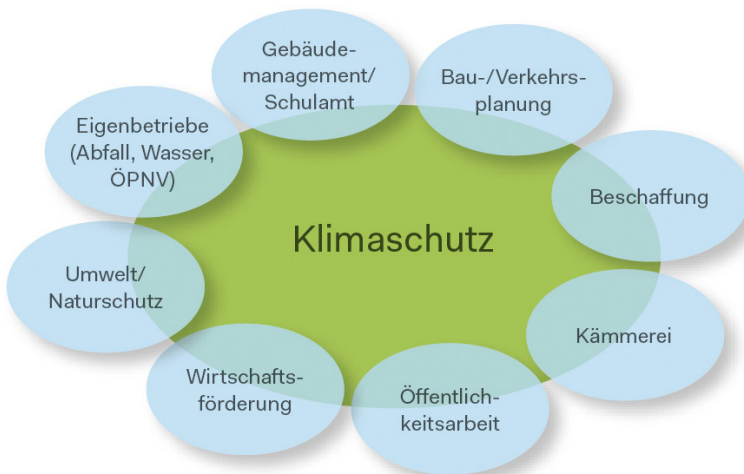 Gebäude-
management/
Schulamt
Bau-/Verkehrs-
planung
Eigenbetriebe
(Abfall, Wasser,
ÖPNV)
Beschaffung
Klimaschutz
Umwelt/
Naturschutz
Kämmerei
Wirtschafts-
förderung
Öffentlich-
keitsarbeit